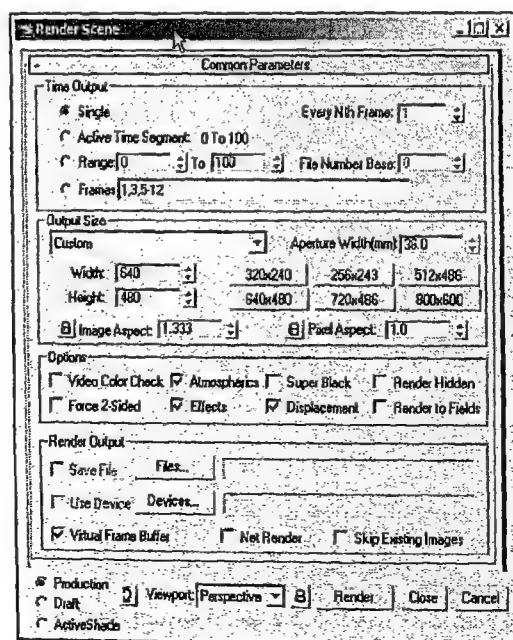 Render Scene
Common Parameters
Time Output
Single Every Nth Frame: 1
Active Time Segment: 0 To 100
Range: 0 To 100 File Number Base: 0
Frames 1,3,5-12
Output Size
Custom Aperture Width(mm): 36.0
Width: 640 320x240 256x243 512x486
Height: 480 640x480 720x486 800x600
Image Aspect: 1.333 Pixel Aspect: 1.0
Options
Video Color Check Atmospherics Super Black Render Hidden
Force 2-Sided Effects Displacement Render to Fields
Render Output
Save File Files...
Use Device Devices...
Virtual Frame Buffer Net Render Skip Existing Images
Production
Draft Viewport: Perspective Render Close Cancel
ActiveShade